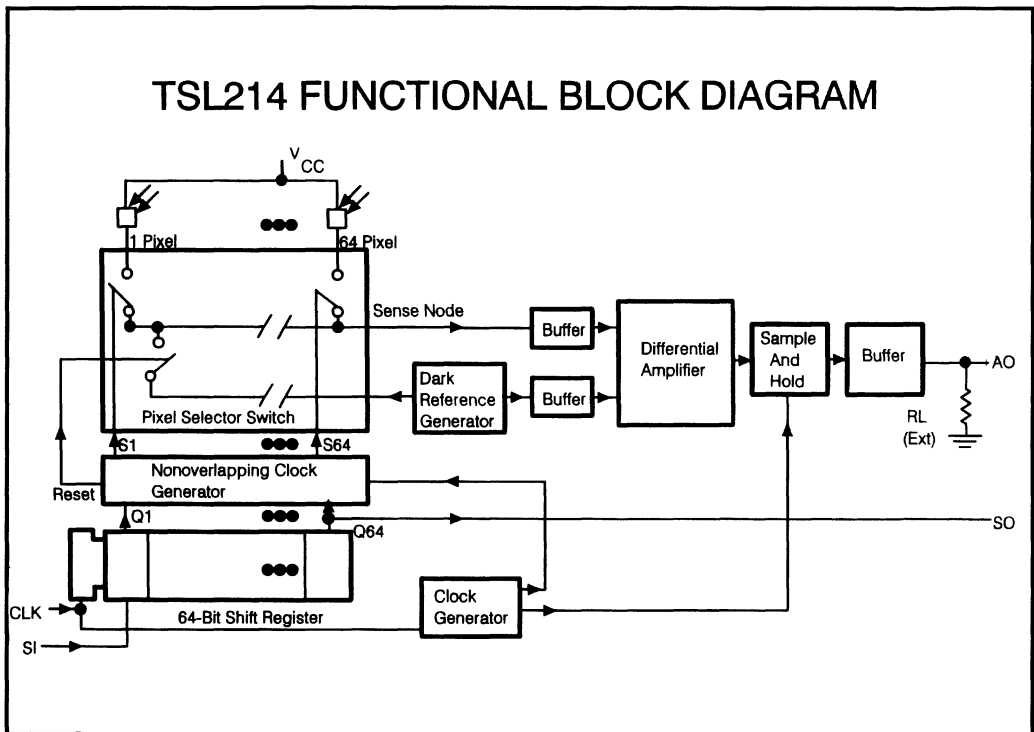 TSL214 FUNCTIONAL BLOCK DIAGRAM
VCC
1 Pixel
64 Pixel
Sense Node
Buffer
Differential
Amplifier
Sample
And
Hold
Buffer
AO
Dark
Reference
Generator
Buffer
RL
(Ext)
Pixel Selector Switch
S1
S64
Nonoverlapping Clock
Generator
Reset
Q1
Q64
SO
CLK
64-Bit Shift Register
Clock
Generator
SI